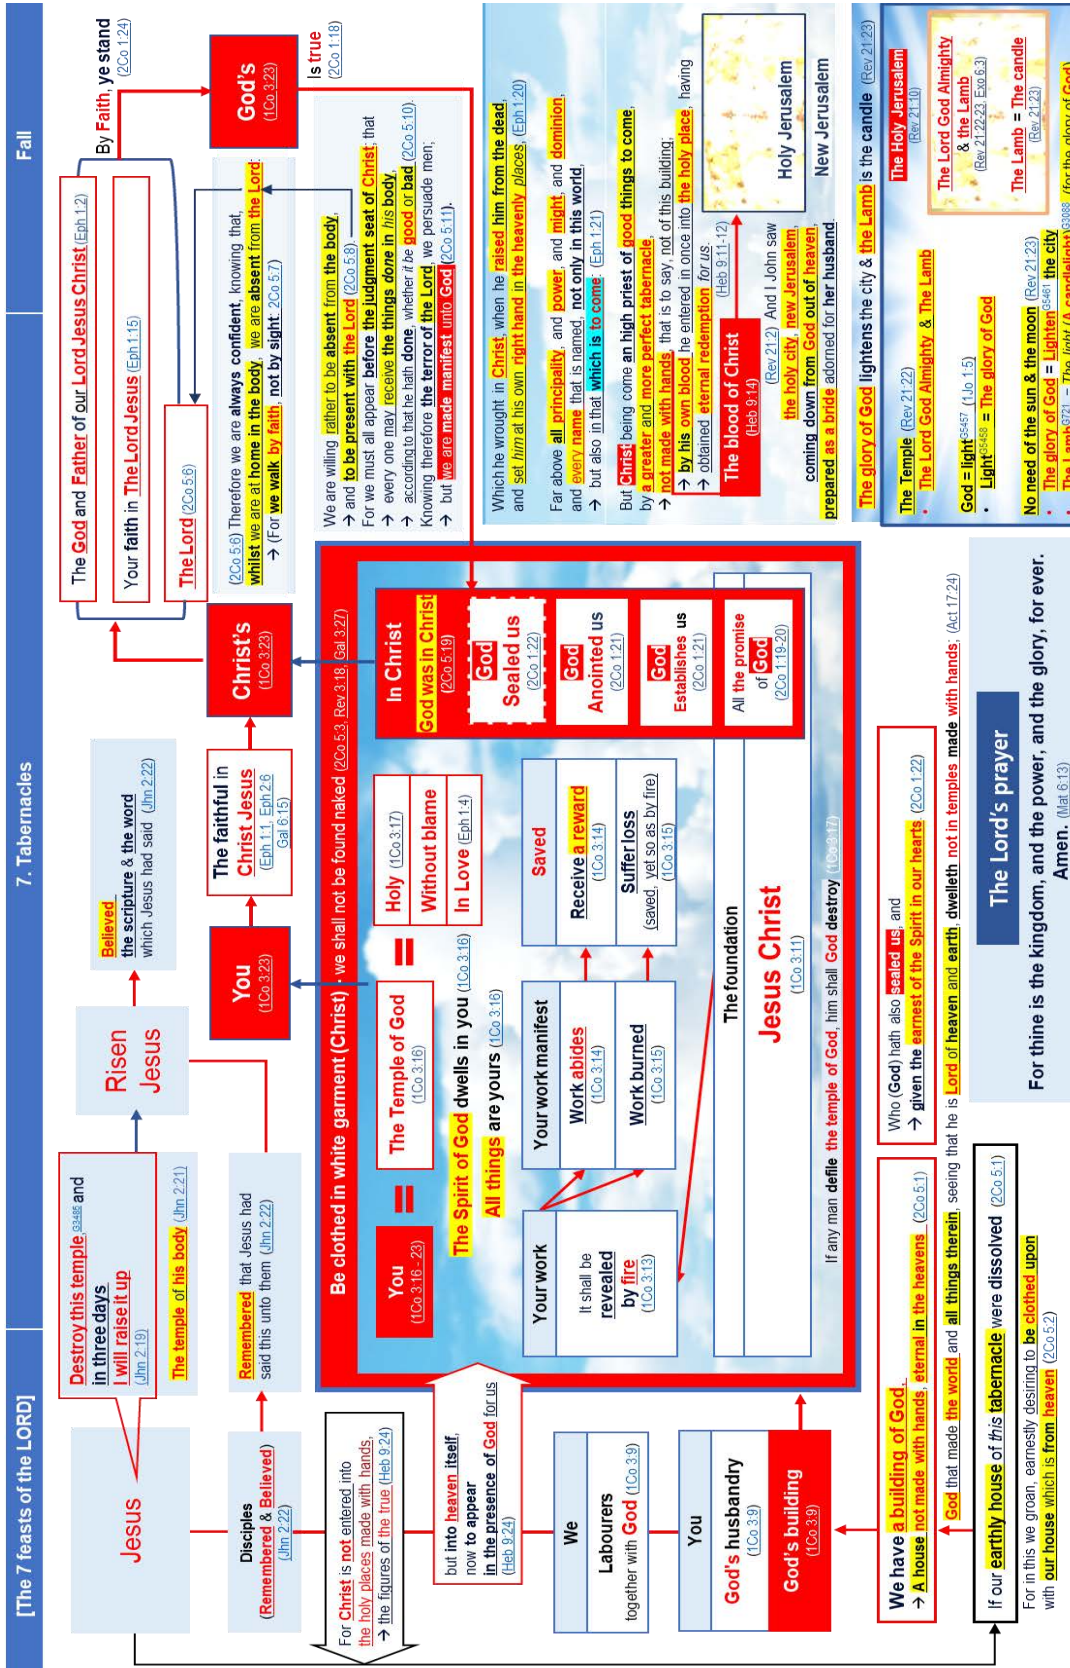 [The 7 feasts of the LORD]
7. Tabernacles
Fall
Jesus
Destroy this temple,G3485 and
in three days
I will raise it up
(Jhn 2:19)
The temple of his body (Jhn 2:21)
Risen
Jesus
Disciples
(Remembered & Believed)
(Jhn 2:22)
Remembered that Jesus had
said this unto them (Jhn 2:22)
Believed
the scripture & the word
which Jesus had said (Jhn 2:22)
You
(1Co 3:23)
The faithful in
Christ Jesus
(Eph 1:1, Eph 2:6
Gal 6:15)
Christ's
(1Co 3:23)
The God and Father of our Lord Jesus Christ (Eph 1:2)
Your faith in The Lord Jesus (Eph 1:15)
The Lord (2Co 5:6)
By Faith, ye stand
(2Co 1:24)
God's
(1Co 3:23)
Is true
(2Co 1:18)
(2Co 5:6) Therefore we are always confident, knowing that,
whilst we are at home in the body, we are absent from the Lord:
→ (For we walk by faith, not by sight: 2Co 5:7)
We are willing rather to be absent from the body,
→ and to be present with the Lord (2Co 5:8)
For we must all appear before the judgment seat of Christ; that
→ every one may receive the things done in his body,
→ according to that he hath done, whether it be good or bad (2Co 5:10).
Knowing therefore the terror of the Lord, we persuade men;
→ but we are made manifest unto God (2Co 5:11).
For Christ is not entered into
the holy places made with hands,
→ the figures of the true (Heb 9:24)
but into heaven itself,
now to appear
in the presence of God for us
(Heb 9:24)
We
Labourers
together with God (1Co 3:9)
You
God's husbandry
(1Co 3:9)
God's building
(1Co 3:9)
Be clothed in white garment (Christ) - we shall not be found naked (2Co 5:3, Rev 3:18, Gal 3:27)
You
(1Co 3:16 - 23)
=
The Temple of God
(1Co 3:16)
=
Holy (1Co 3:17)
Without blame
In Love (Eph 1:4)
The Spirit of God dwells in you (1Co 3:16)
All things are yours (1Co 3:16)
Your work
It shall be
revealed
by fire
(1Co 3:13)
Your work manifest
Work abides
(1Co 3:14)
Work burned
(1Co 3:15)
Saved
Receive a reward
(1Co 3:14)
Suffer loss
(saved, yet so as by fire)
(1Co 3:15)
The foundation
Jesus Christ
(1Co 3:11)
If any man defile the temple of God, him shall God destroy (1Co 3:17)
In Christ
God was in Christ
(2Co 5:19)
God
Sealed us
(2Co 1:22)
God
Anointed us
(2Co 1:21)
God
Establishes us
(2Co 1:21)
All the promise
of God
(2Co 1:19-20)
Which he wrought in Christ, when he raised him from the dead,
and set him at his own right hand in the heavenly places, (Eph 1:20)
Far above all principality, and power, and might, and dominion,
and every name that is named, not only in this world,
→ but also in that which is to come: (Eph 1:21)
But Christ being come an high priest of good things to come,
by a greater and more perfect tabernacle,
→ not made with hands, that is to say, not of this building;
→ by his own blood he entered in once into the holy place, having
→ obtained eternal redemption for us.
(Heb 9:11-12)
The blood of Christ
(Heb 9:14)
Holy Jerusalem
New Jerusalem
(Rev 21:2) And I John saw
the holy city, new Jerusalem,
coming down from God out of heaven,
prepared as a bride adorned for her husband.
We have a building of God,
→ A house not made with hands, eternal in the heavens (2Co 5:1)
Who (God) hath also sealed us, and
→ given the earnest of the Spirit in our hearts. (2Co 1:22)
God that made the world and all things therein, seeing that he is Lord of heaven and earth, dwelleth not in temples made with hands; (Act 17:24)
If our earthly house of this tabernacle were dissolved (2Co 5:1)
For in this we groan, earnestly desiring to be clothed upon
with our house which is from heaven (2Co 5:2)
The Lord's prayer
For thine is the kingdom, and the power, and the glory, for ever.
Amen. (Mat 6:13)
The glory of God lightens the city & the Lamb is the candle (Rev 21:23)
The Temple (Rev 21:22)
• The Lord God Almighty & The Lamb
God = light G5457 (1Jo 1:5)
• Light G5458 = The glory of God
No need of the sun & the moon (Rev 21:23)
• The glory of God = Lighten G5461 the city
• The Lamb G721 = The light (A candlelight) G3088 (for the glory of God)
The Holy Jerusalem
(Rev 21:10)
The Lord God Almighty
& the Lamb
(Rev 21:22-23, Exo 6:3)
The Lamb = The candle
(Rev 21:23)